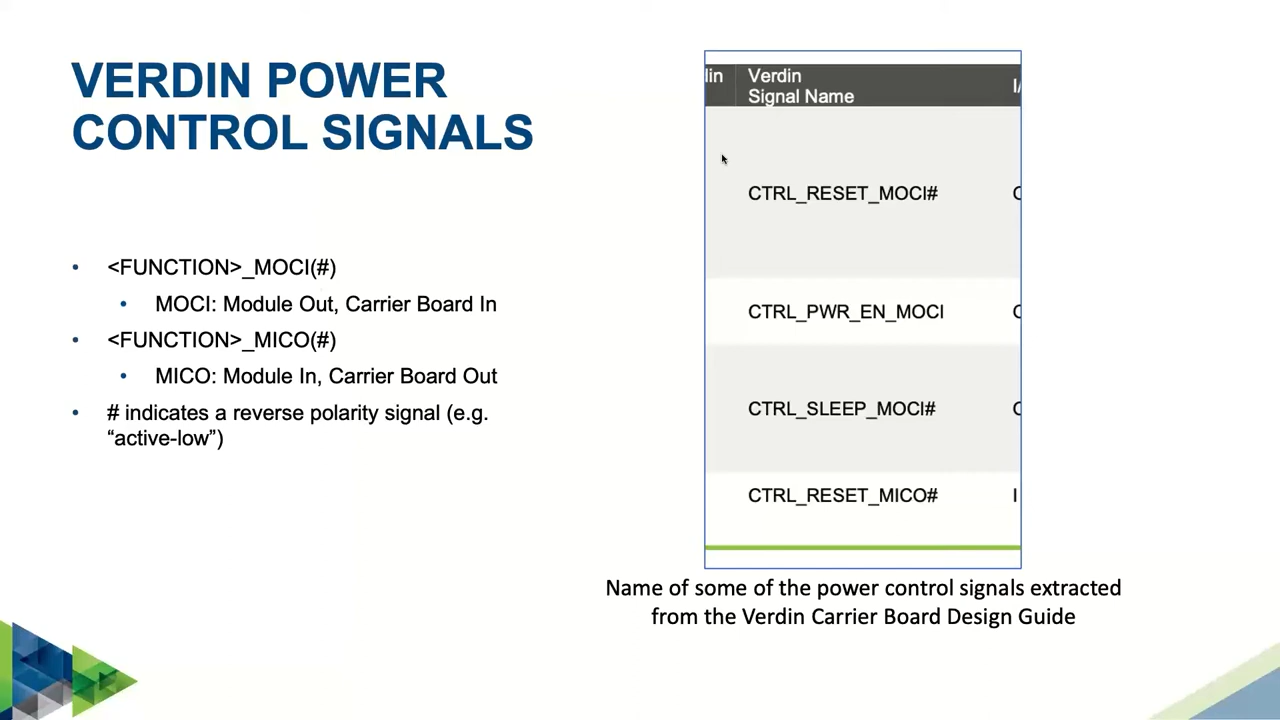 VERDIN POWER
CONTROL SIGNALS
• <FUNCTION>_MOCI(#)
• MOCI: Module Out, Carrier Board In
• <FUNCTION>_MICO(#)
• MICO: Module In, Carrier Board Out
• # indicates a reverse polarity signal (e.g.
“active-low”)
Verdin
Signal Name
CTRL_RESET_MOCI#
CTRL_PWR_EN_MOCI
CTRL_SLEEP_MOCI#
CTRL_RESET_MICO#
I
Name of some of the power control signals extracted
from the Verdin Carrier Board Design Guide